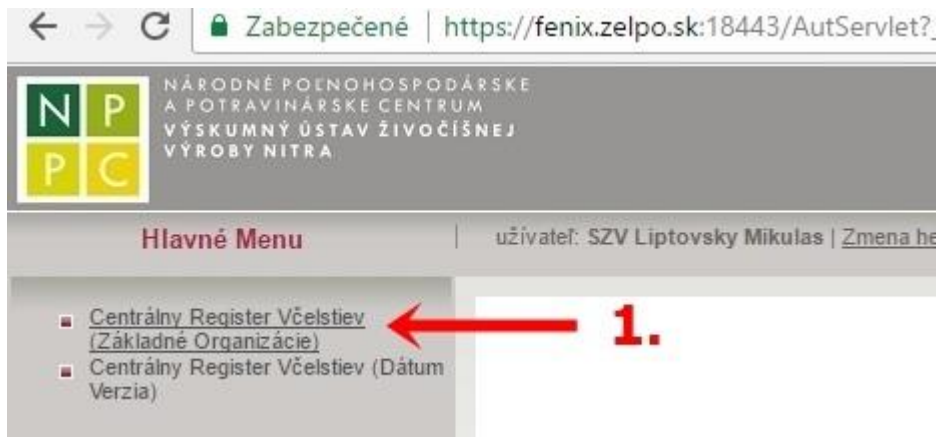 Zabezpečené | https://fenix.zelpo.sk:18443/AutServlet?
NÁRODNÉ POĽNOHOSPODÁRSKE
A POTRAVINÁRSKE CENTRUM
VÝSKUMNÝ ÚSTAV ŽIVOČÍŠNEJ
VÝROBY NITRA
N P
P C
Hlavné Menu
užívateľ: SZV Liptovsky Mikulas | Zmena
Centrálny Register Včelstiev
(Základné Organizácie)
1.
Centrálny Register Včelstiev (Dátum
Verzia)